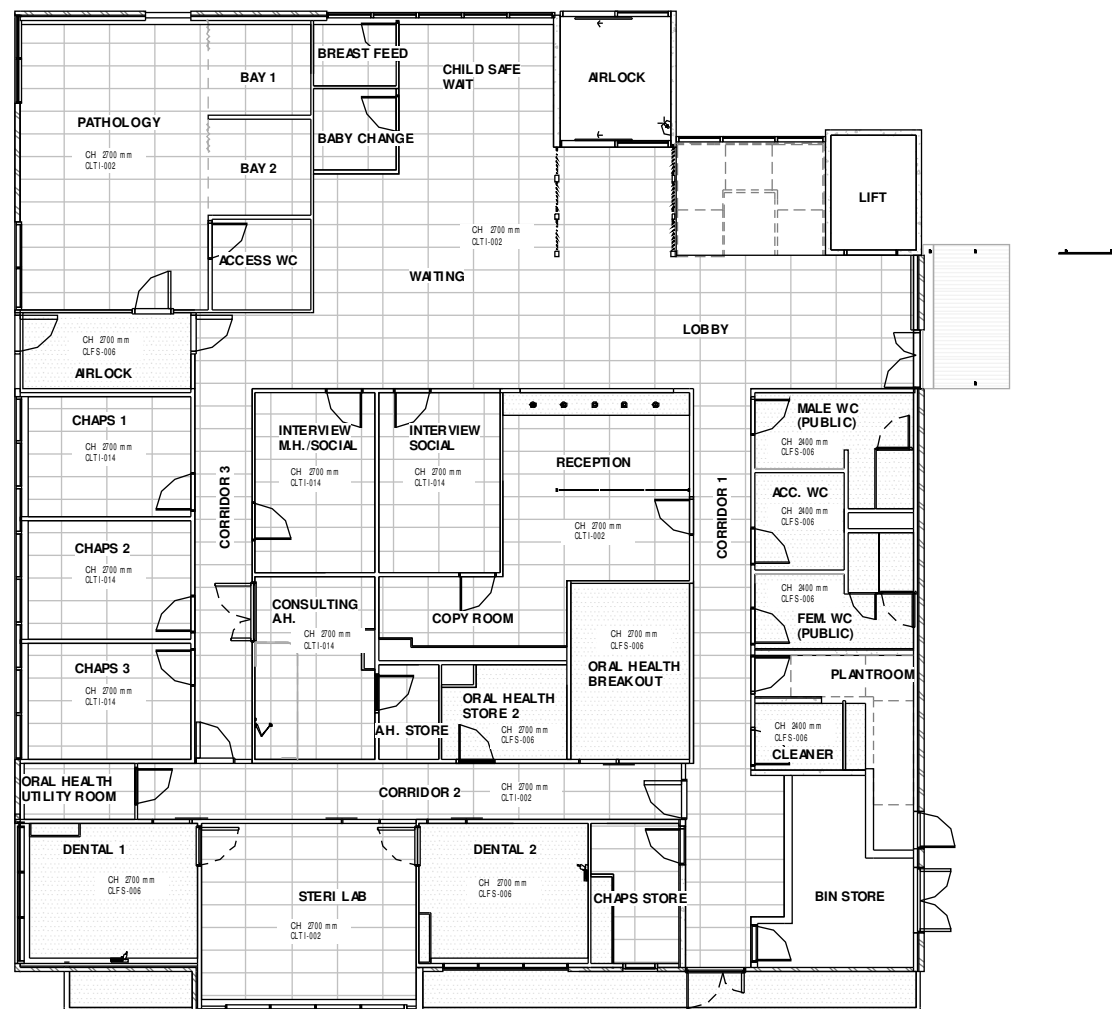 BREAST FEED
CHILD SAFE
WAIT
AIRLOCK
BAY 1
PATHOLOGY
CH 2700 mm
CLTI-002
BABY CHANGE
BAY 2
LIFT
CH 2700 mm
CLTI-002
ACCESS WC
WAITING
LOBBY
CH 2700 mm
CLFS-006
AIRLOCK
CHAPS 1
CH 2700 mm
CLTI-014
INTERVIEW
M.H./SOCIAL
CH 2700 mm
CLTI-014
INTERVIEW
SOCIAL
CH 2700 mm
CLTI-014
RECEPTION
CH 2700 mm
CLTI-002
MALE WC
(PUBLIC)
CH 2400 mm
CLFS-006
CORRIDOR 3
CORRIDOR 1
ACC. WC
CH 2400 mm
CLFS-006
CHAPS 2
CH 2700 mm
CLTI-014
CH 2400 mm
CLFS-006
FEM. WC
(PUBLIC)
CONSULTING
A.H.
CH 2700 mm
CLTI-014
COPY ROOM
CH 2700 mm
CLFS-006
ORAL HEALTH
BREAKOUT
CHAPS 3
CH 2700 mm
CLTI-014
PLANTROOM
A.H. STORE
ORAL HEALTH
STORE 2
CH 2700 mm
CLFS-006
CH 2400 mm
CLFS-006
CLEANER
ORAL HEALTH
UTILITY ROOM
CORRIDOR 2
CH 2700 mm
CLTI-002
DENTAL 1
CH 2700 mm
CLFS-006
STERI LAB
CH 2700 mm
CLTI-002
DENTAL 2
CH 2700 mm
CLFS-006
CHAPS STORE
BIN STORE